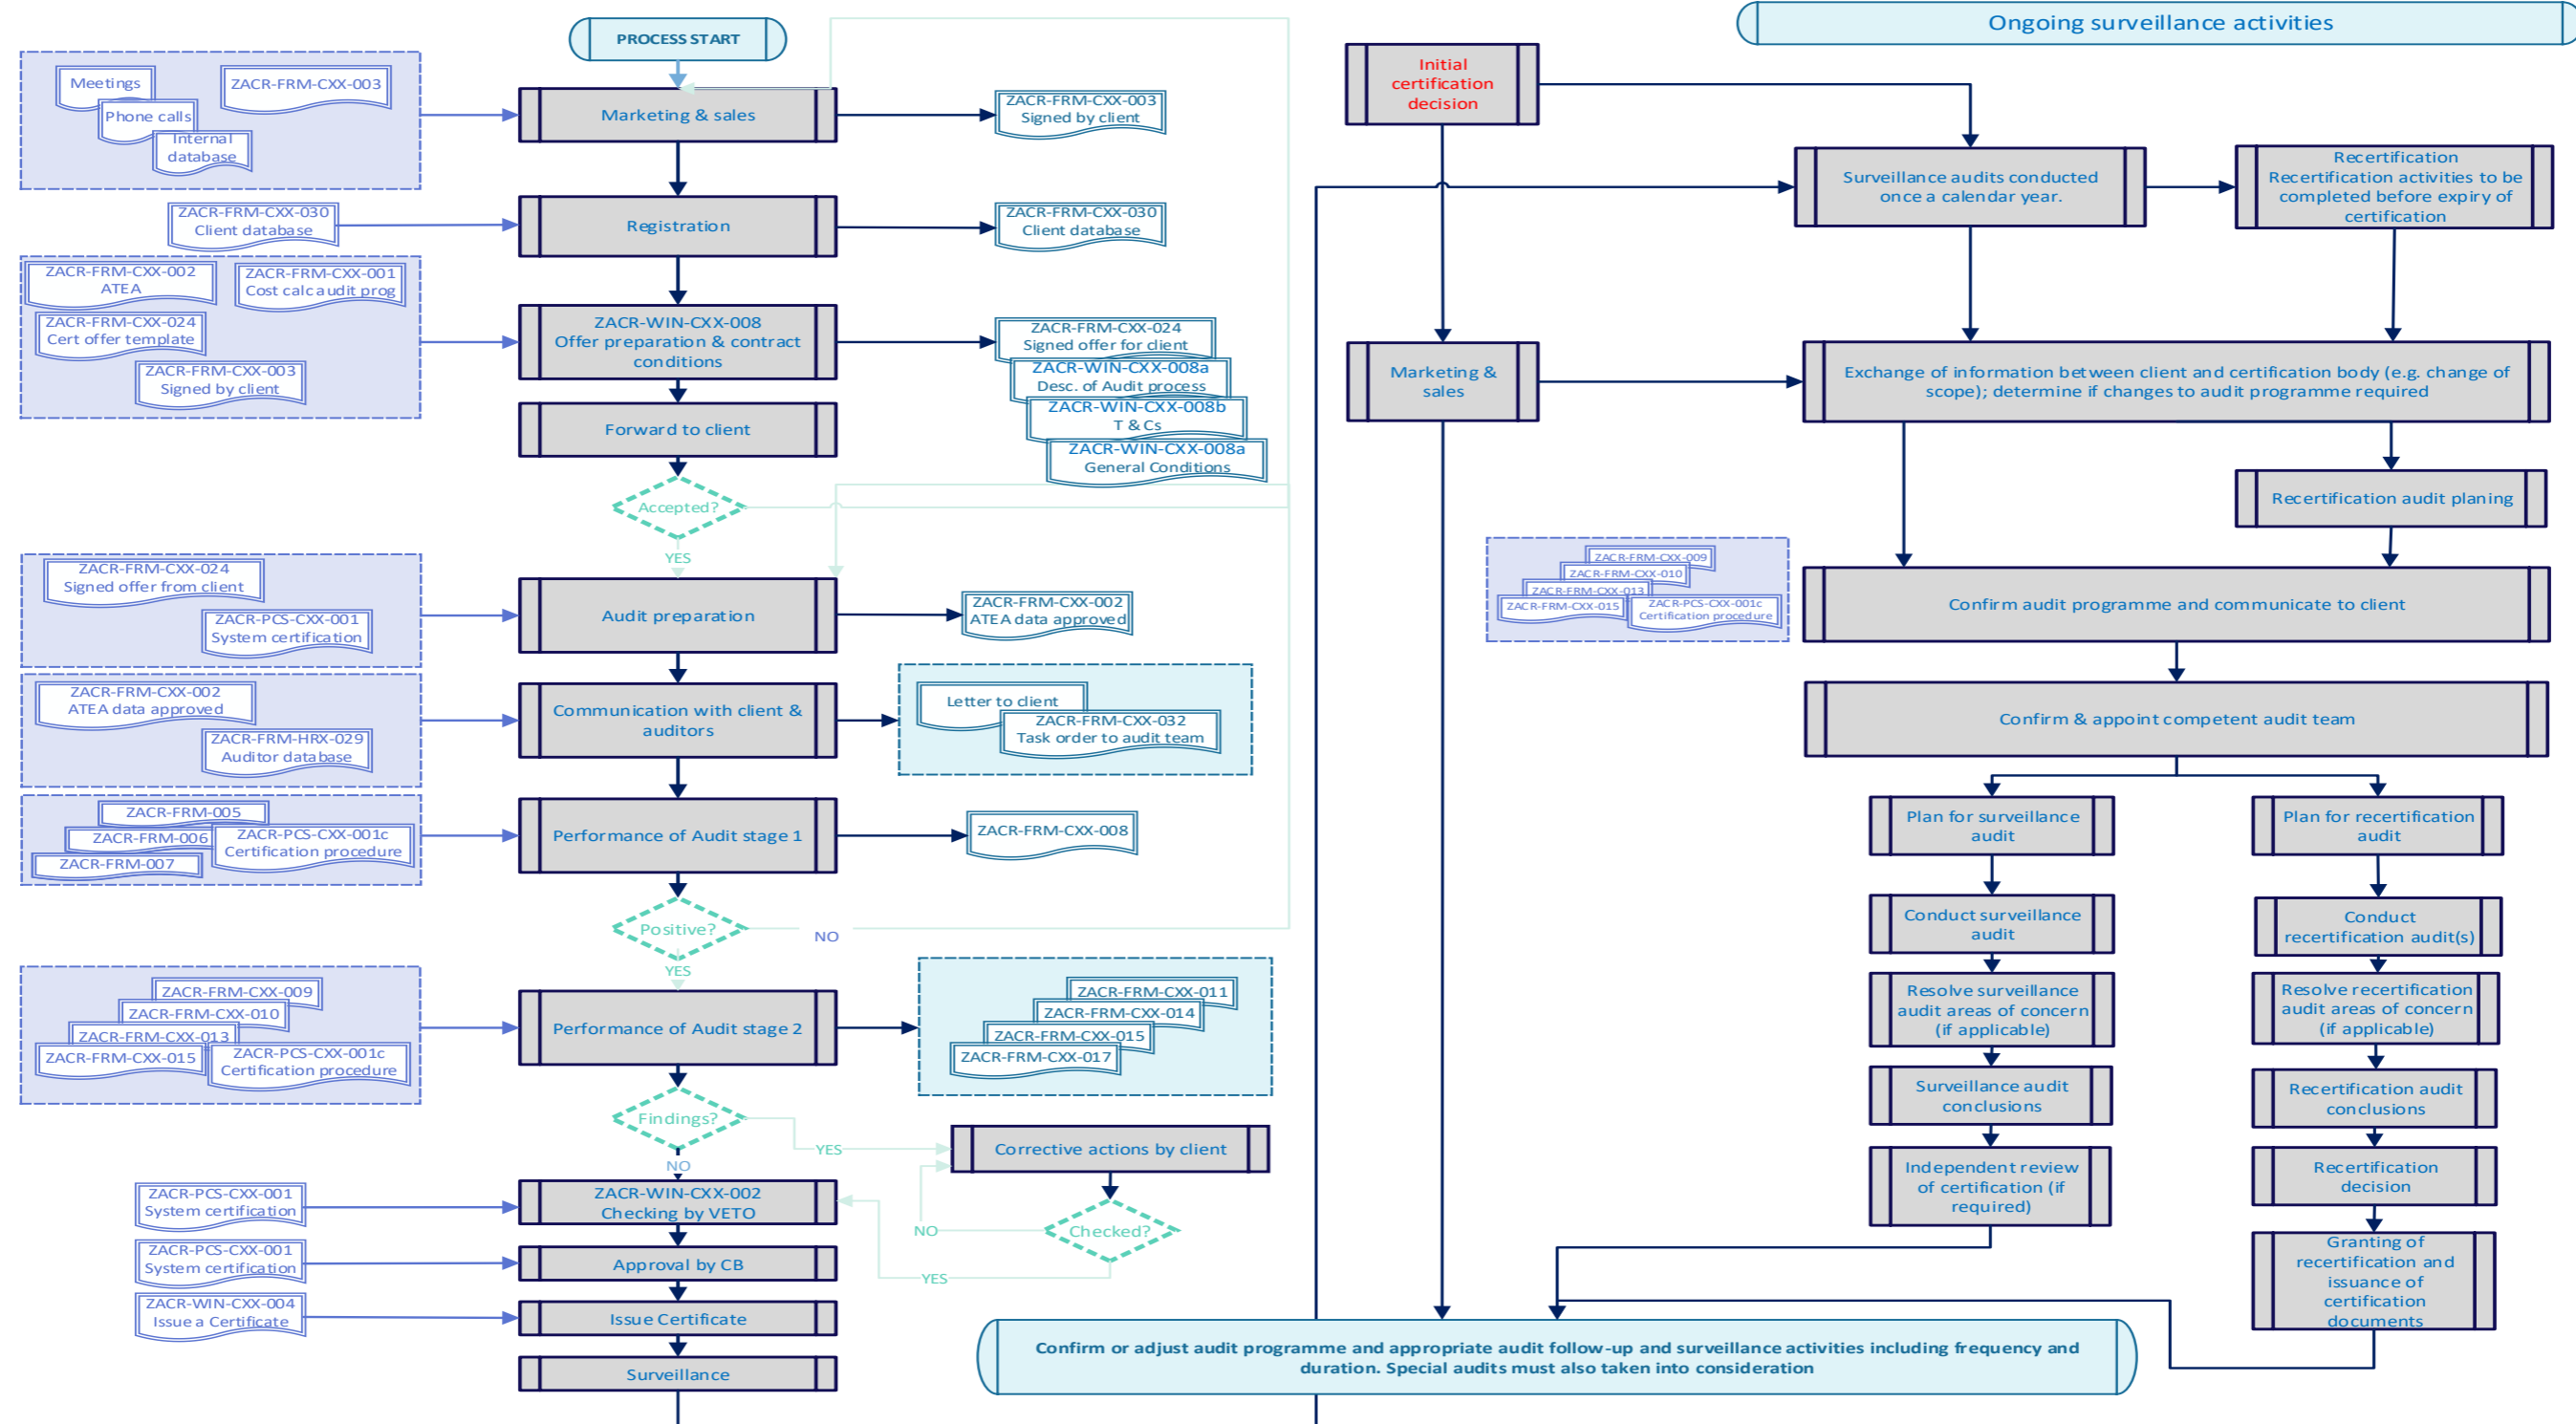 PROCESS START
Meetings
Phone calls
Internal
database
ZACR-FRM-CXX-003
Marketing & sales
ZACR-FRM-CXX-003
Signed by client
ZACR-FRM-CXX-030
Client database
Registration
ZACR-FRM-CXX-030
Client database
ZACR-FRM-CXX-002
ATEA
ZACR-FRM-CXX-001
Cost calc audit prog
ZACR-FRM-CXX-024
Cert offer template
ZACR-FRM-CXX-003
Signed by client
ZACR-WIN-CXX-008
Offer preparation & contract
conditions
ZACR-FRM-CXX-024
Signed offer for client
ZACR-WIN-CXX-008a
Desc. of Audit process
ZACR-WIN-CXX-008b
T & Cs
ZACR-WIN-CXX-008a
General Conditions
Forward to client
Accepted?
YES
ZACR-FRM-CXX-024
Signed offer from client
ZACR-PCS-CXX-001
System certification
Audit preparation
ZACR-FRM-CXX-002
ATEA data approved
ZACR-FRM-CXX-002
ATEA data approved
ZACR-FRM-HRX-029
Auditor database
Communication with client &
auditors
Letter to client
ZACR-FRM-CXX-032
Task order to audit team
ZACR-FRM-005
ZACR-FRM-006
ZACR-FRM-007
ZACR-PCS-CXX-001c
Certification procedure
Performance of Audit stage 1
ZACR-FRM-CXX-008
Positive?
NO
YES
ZACR-FRM-CXX-009
ZACR-FRM-CXX-010
ZACR-FRM-CXX-013
ZACR-FRM-CXX-015
ZACR-PCS-CXX-001c
Certification procedure
Performance of Audit stage 2
ZACR-FRM-CXX-011
ZACR-FRM-CXX-014
ZACR-FRM-CXX-015
ZACR-FRM-CXX-017
Findings?
YES
NO
Corrective actions by client
Checked?
NO
YES
ZACR-PCS-CXX-001
System certification
ZACR-WIN-CXX-002
Checking by VETO
ZACR-PCS-CXX-001
System certification
Approval by CB
ZACR-WIN-CXX-004
Issue a Certificate
Issue Certificate
Surveillance
Ongoing surveillance activities
Initial
certification
decision
Surveillance audits conducted
once a calendar year.
Recertification
Recertification activities to be
completed before expiry of
certification
Marketing &
sales
Exchange of information between client and certification body (e.g. change of
scope); determine if changes to audit programme required
Recertification audit planing
ZACR-FRM-CXX-009
ZACR-FRM-CXX-010
ZACR-FRM-CXX-013
ZACR-FRM-CXX-015
ZACR-PCS-CXX-001c
Certification procedure
Confirm audit programme and communicate to client
Confirm & appoint competent audit team
Plan for surveillance
audit
Plan for recertification
audit
Conduct surveillance
audit
Conduct
recertification audit(s)
Resolve surveillance
audit areas of concern
(if applicable)
Resolve recertification
audit areas of concern
(if applicable)
Surveillance audit
conclusions
Recertification audit
conclusions
Independent review
of certification (if
required)
Recertification
decision
Granting of
recertification and
issuance of
certification
documents
Confirm or adjust audit programme and appropriate audit follow-up and surveillance activities including frequency and
duration. Special audits must also taken into consideration